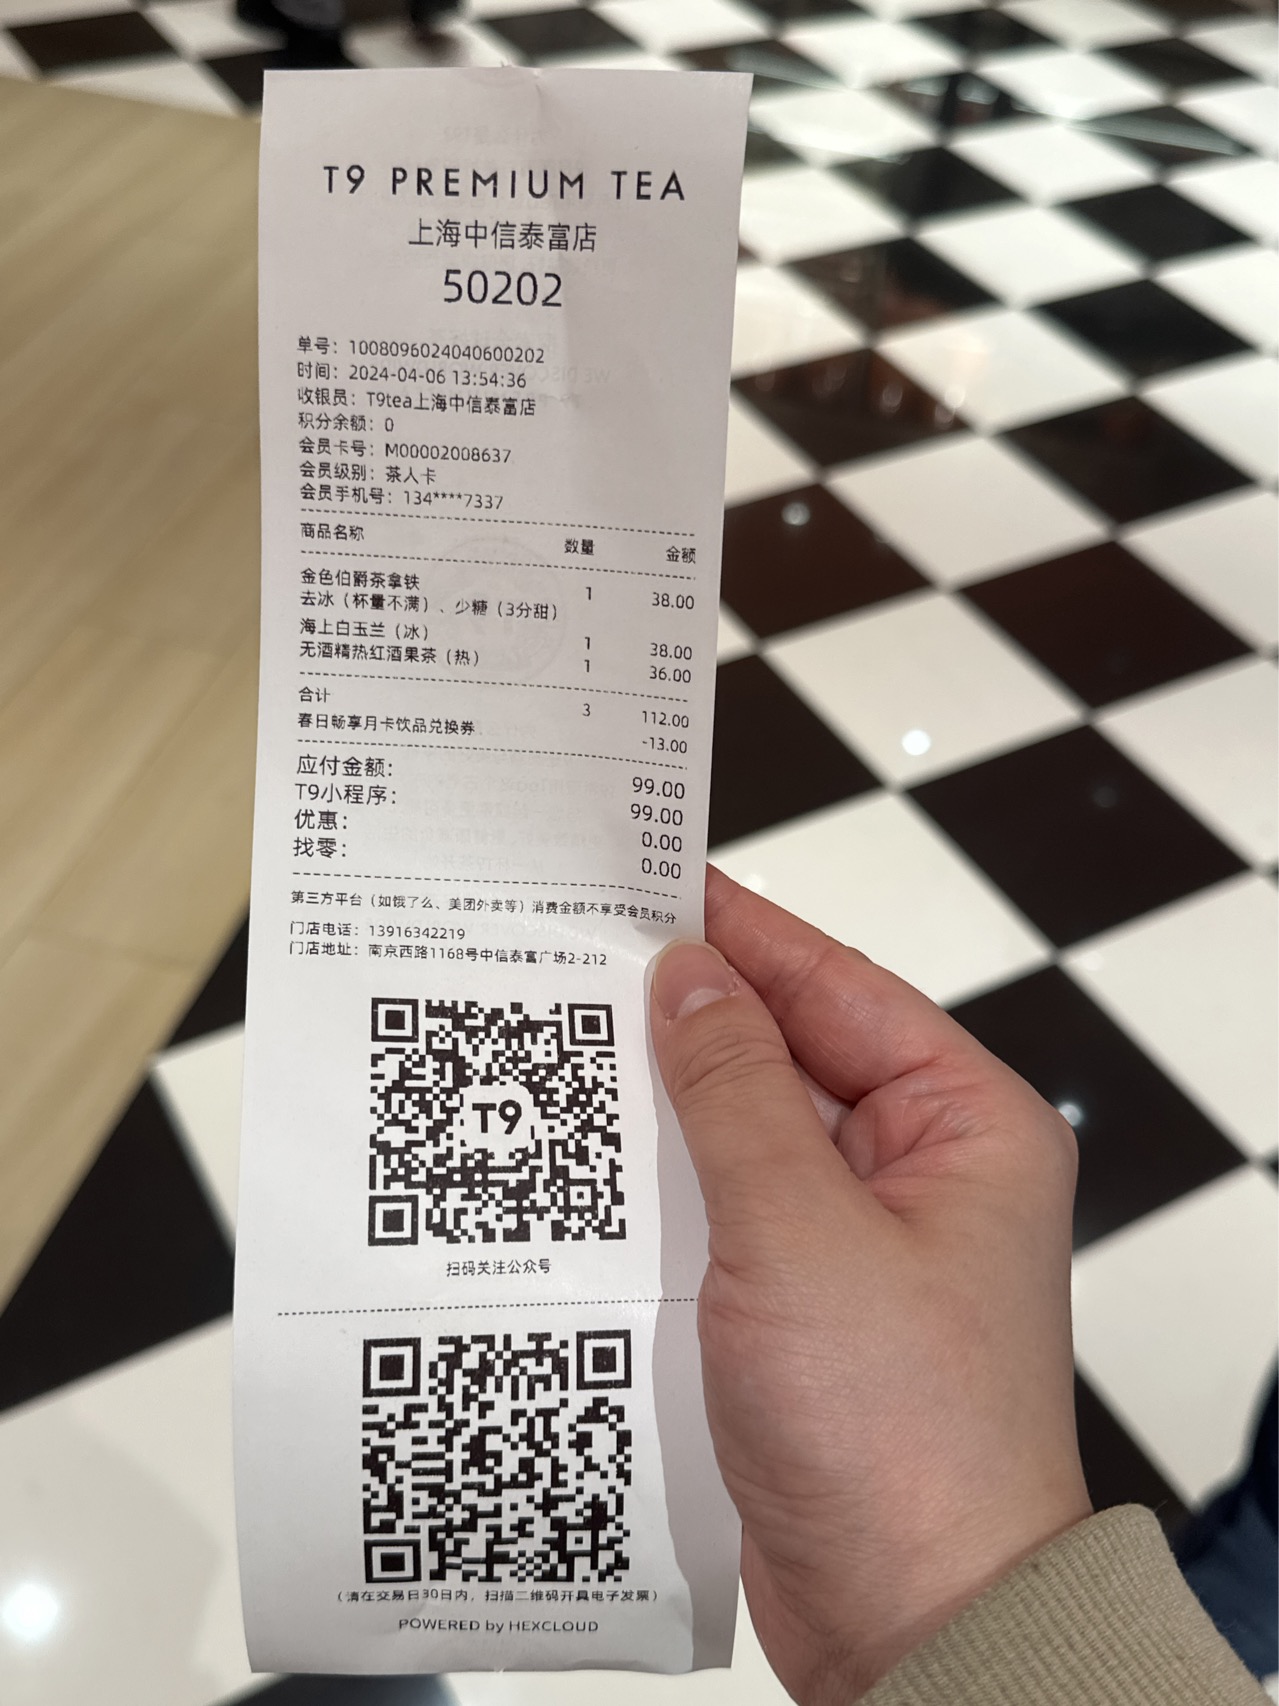 T9 PREMIUM TEA
上海中信泰富店
50202
单号：1008096024040600202
时间：2024-04-06 13:54:36
收银员：T9tea上海中信泰富店
积分余额：0
会员卡号：M00002008637
会员级别：茶人卡
会员手机号：134****7337
商品名称 数量 金额
金色伯爵茶拿铁 1 38.00
去冰（杯量不满）、少糖（3分甜）
海上白玉兰（冰） 1 38.00
无酒精热红酒果茶（热） 1 36.00
合计 3 112.00
春日畅享月卡饮品兑换券 -13.00
应付金额： 99.00
T9小程序： 99.00
优惠： 0.00
找零： 0.00
第三方平台（如饿了么、美团外卖等）消费金额不享受会员积分
门店电话：13916342219
门店地址：南京西路1168号中信泰富广场2-212
T9
扫码关注公众号
（请在交易日30日内，扫描二维码开具电子发票）
POWERED by HEXCLOUD